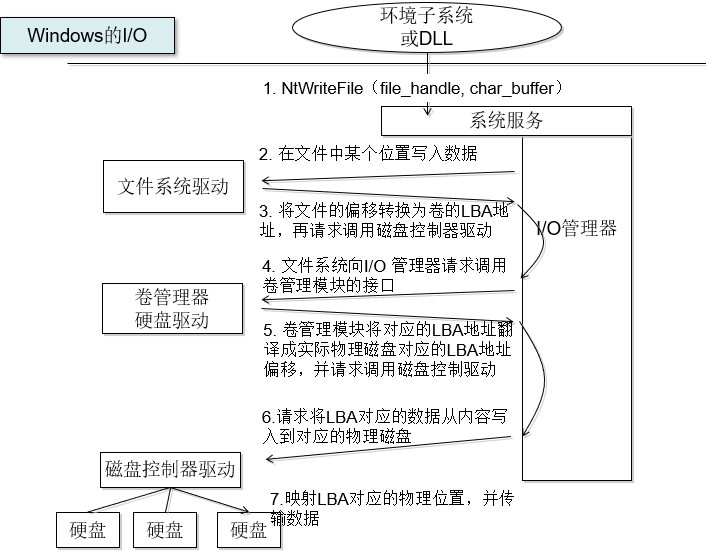 Windows的I/O
环境子系统
或DLL
1. NtWriteFile（file_handle, char_buffer）
系统服务
2. 在文件中某个位置写入数据
文件系统驱动
3. 将文件的偏移转换为卷的LBA地
址，再请求调用磁盘控制器驱动
I/O管理器
4. 文件系统向I/O 管理器请求调用
卷管理模块的接口
卷管理器
硬盘驱动
5. 卷管理模块将对应的LBA地址翻
译成实际物理磁盘对应的LBA地址
偏移，并请求调用磁盘控制驱动
6.请求将LBA对应的数据从内容写
入到对应的物理磁盘
磁盘控制器驱动
7.映射LBA对应的物理位置，并传
输数据
硬盘
硬盘
硬盘